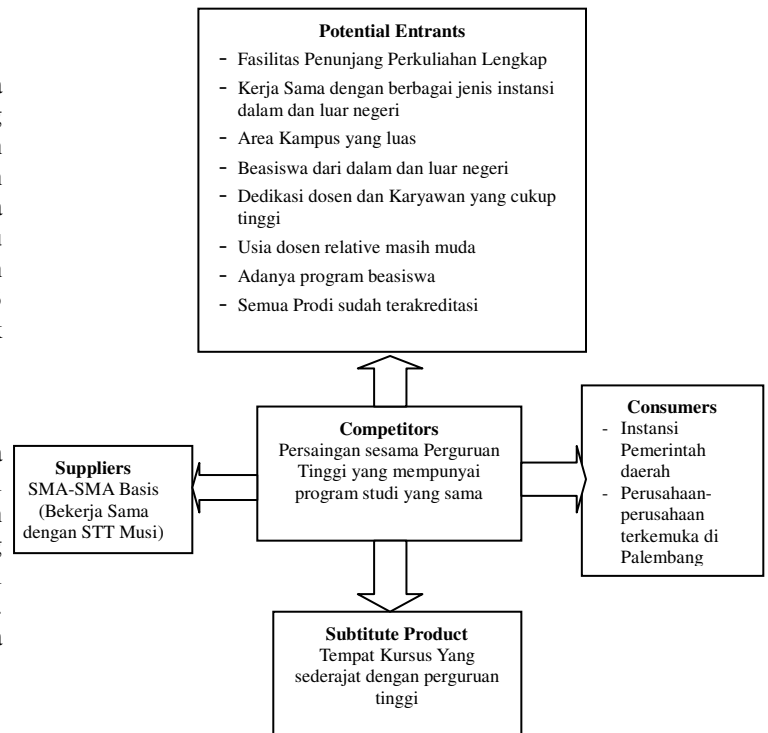 Potential Entrants
- Fasilitas Penunjang Perkuliahan Lengkap
- Kerja Sama dengan berbagai jenis instansi
dalam dan luar negeri
- Area Kampus yang luas
- Beasiswa dari dalam dan luar negeri
- Dedikasi dosen dan Karyawan yang cukup
tinggi
- Usia dosen relative masih muda
- Adanya program beasiswa
- Semua Prodi sudah terakreditasi
Competitors
Persaingan sesama Perguruan
Tinggi yang mempunyai
program studi yang sama
Suppliers
SMA-SMA Basis
(Bekerja Sama
dengan STT Musi)
Consumers
- Instansi
Pemerintah
daerah
- Perusahaan-
perusahaan
terkemuka di
Palembang
Subtitute Product
Tempat Kursus Yang
sederajat dengan perguruan
tinggi